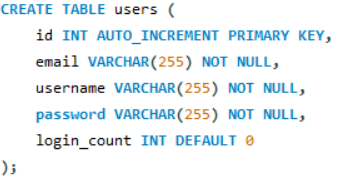 CREATE TABLE users (
    id INT AUTO_INCREMENT PRIMARY KEY,
    email VARCHAR(255) NOT NULL,
    username VARCHAR(255) NOT NULL,
    password VARCHAR(255) NOT NULL,
    login_count INT DEFAULT 0
);